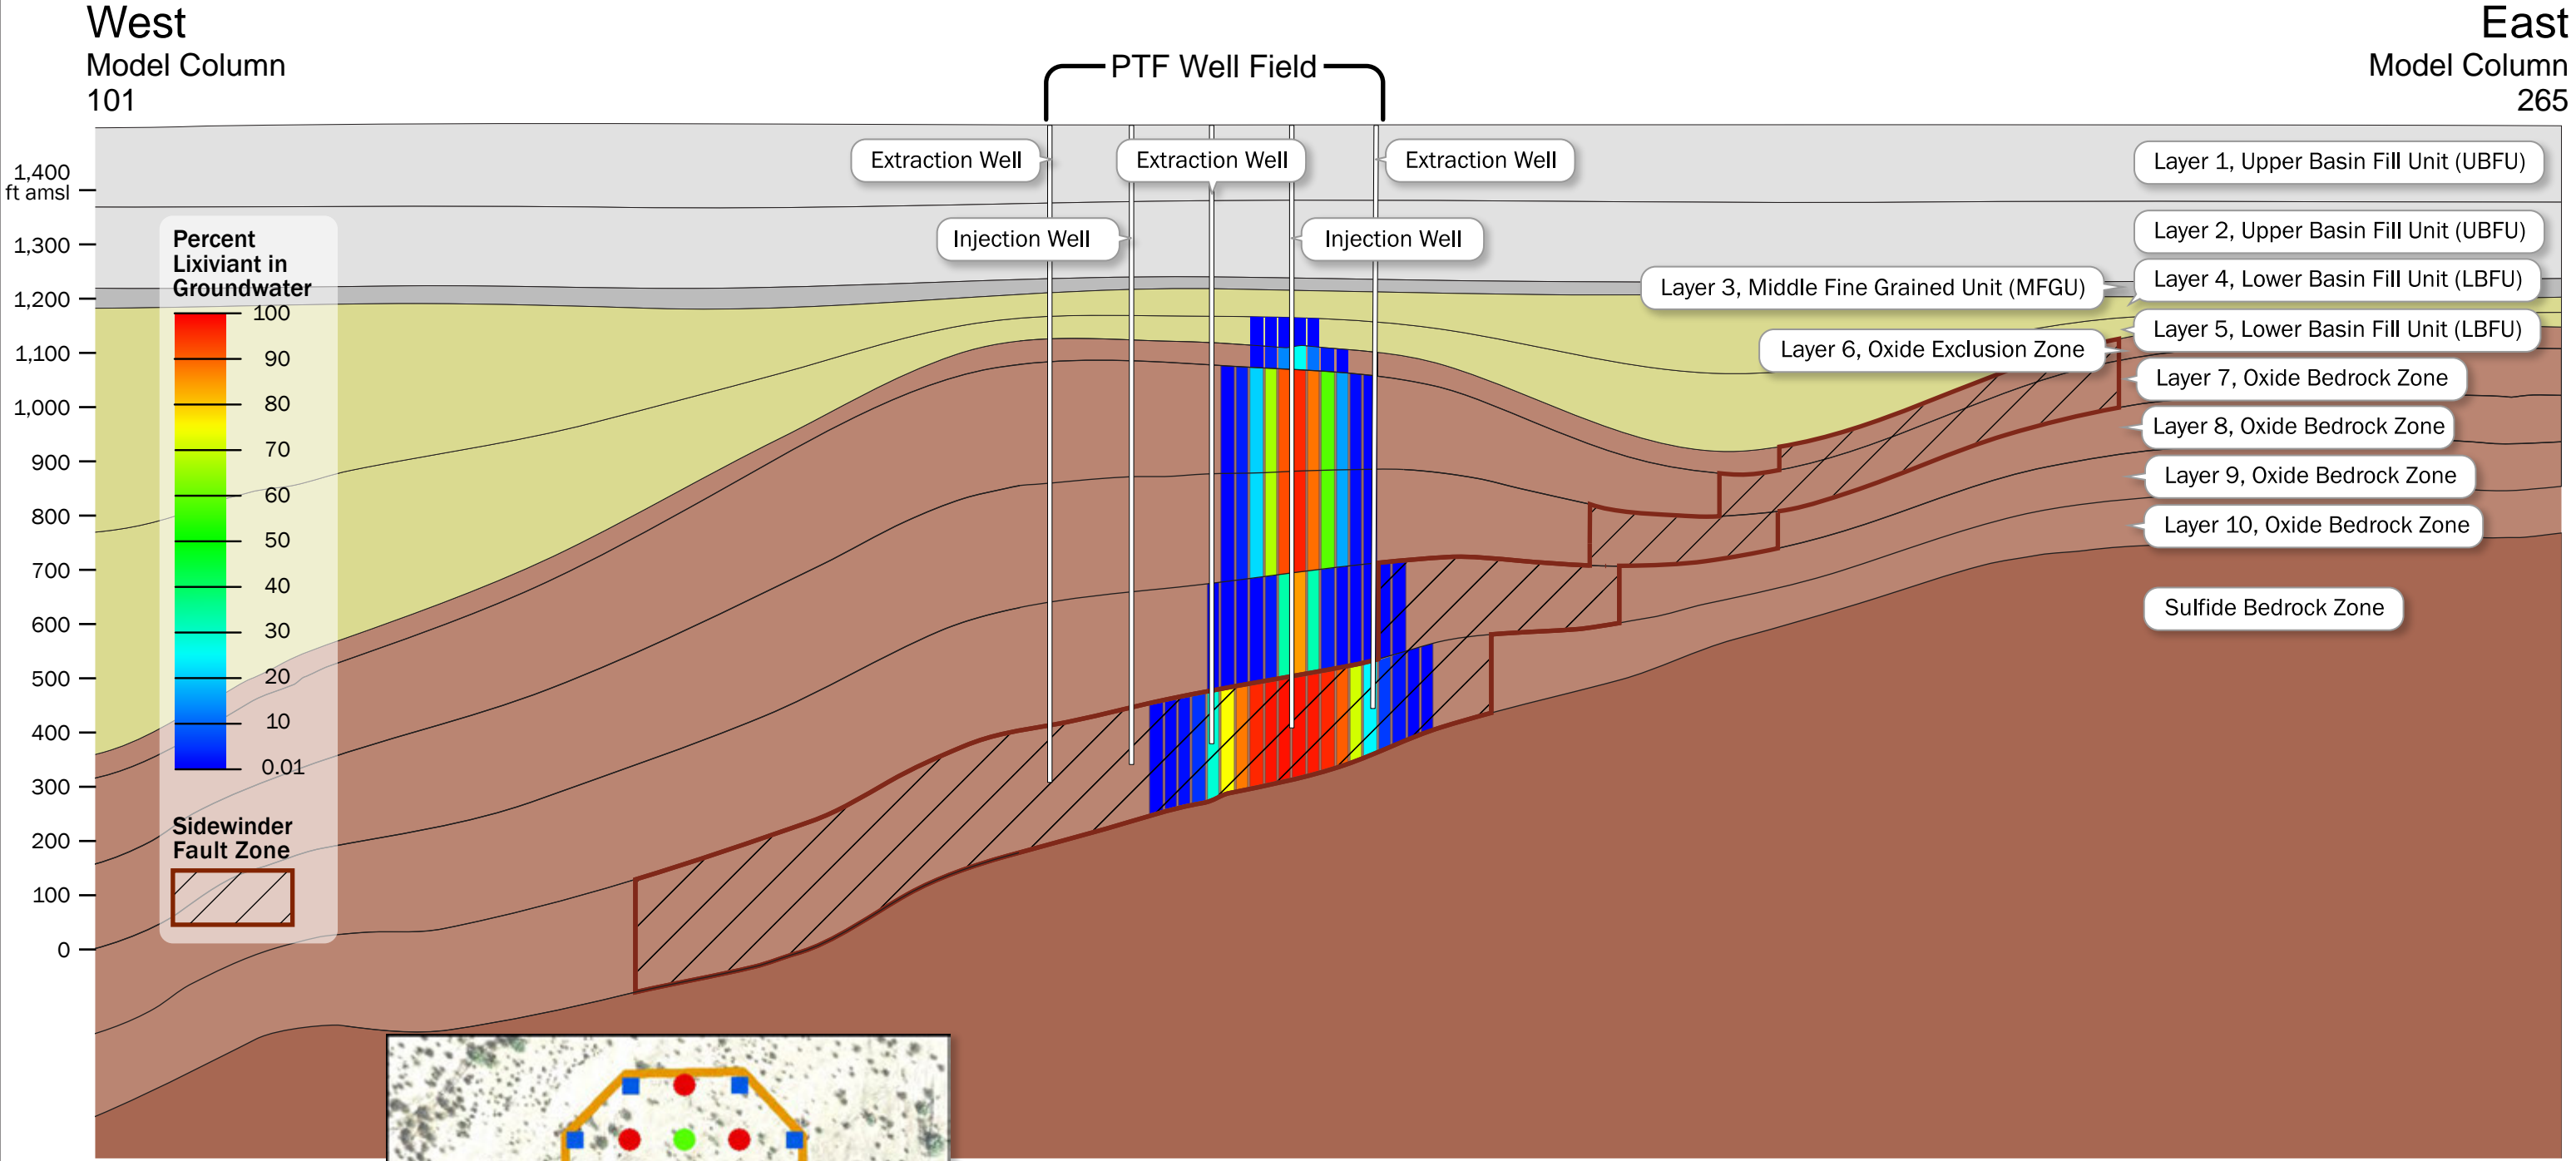 West
Model Column
101
East
Model Column
265
PTF Well Field
Extraction Well
Extraction Well
Extraction Well
Injection Well
Injection Well
Layer 1, Upper Basin Fill Unit (UBFU)
Layer 2, Upper Basin Fill Unit (UBFU)
Layer 3, Middle Fine Grained Unit (MFGU)
Layer 4, Lower Basin Fill Unit (LBFU)
Layer 5, Lower Basin Fill Unit (LBFU)
Layer 6, Oxide Exclusion Zone
Layer 7, Oxide Bedrock Zone
Layer 8, Oxide Bedrock Zone
Layer 9, Oxide Bedrock Zone
Layer 10, Oxide Bedrock Zone
Sulfide Bedrock Zone
1,400
ft amsl
1,300
1,200
1,100
1,000
900
800
700
600
500
400
300
200
100
0
Percent
Lixiviant in
Groundwater
100
90
80
70
60
50
40
30
20
10
0.01
Sidewinder
Fault Zone